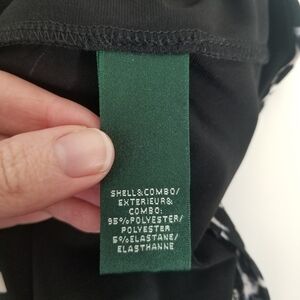 SHELL&COMBO/
EXTERIEUR&
COMBO:
95%POLYESTER/
POLYESTER
5%ELASTANE/
ELASTHANNE